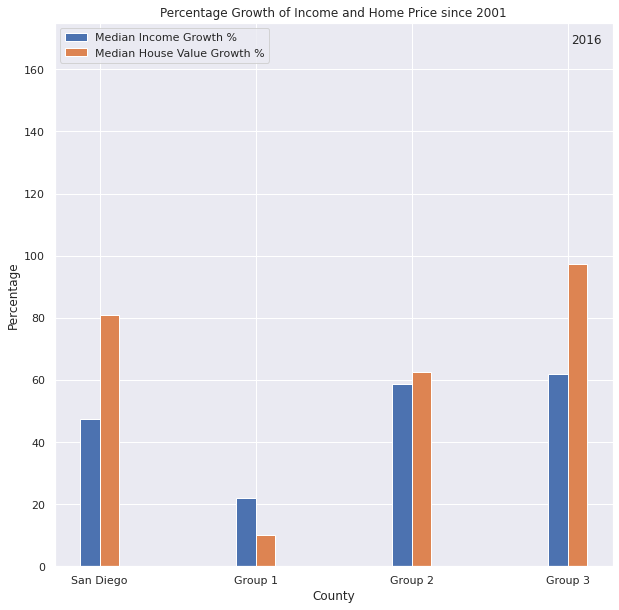 Percentage Growth of Income and Home Price since 2001
Median Income Growth %
Median House Value Growth %
2016
160
140
120
100
80
60
40
20
0
Percentage
San Diego
Group 1
Group 2
Group 3
County